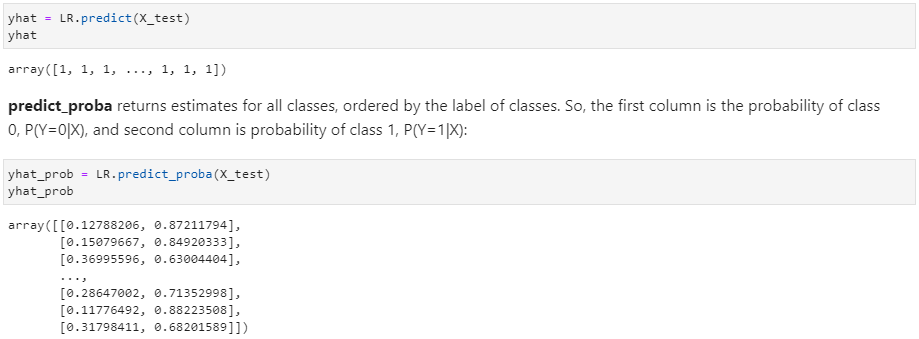 yhat = LR.predict(X_test)
yhat
array([1, 1, 1, ..., 1, 1, 1])
predict_proba returns estimates for all classes, ordered by the label of classes. So, the first column is the probability of class
0, P(Y=0|X), and second column is probability of class 1, P(Y=1|X):
yhat_prob = LR.predict_proba(X_test)
yhat_prob
array([[0.12788206, 0.87211794],
       [0.15079667, 0.84920333],
       [0.36995596, 0.63004404],
       ...,
       [0.28647002, 0.71352998],
       [0.11776492, 0.88223508],
       [0.31798411, 0.68201589]])